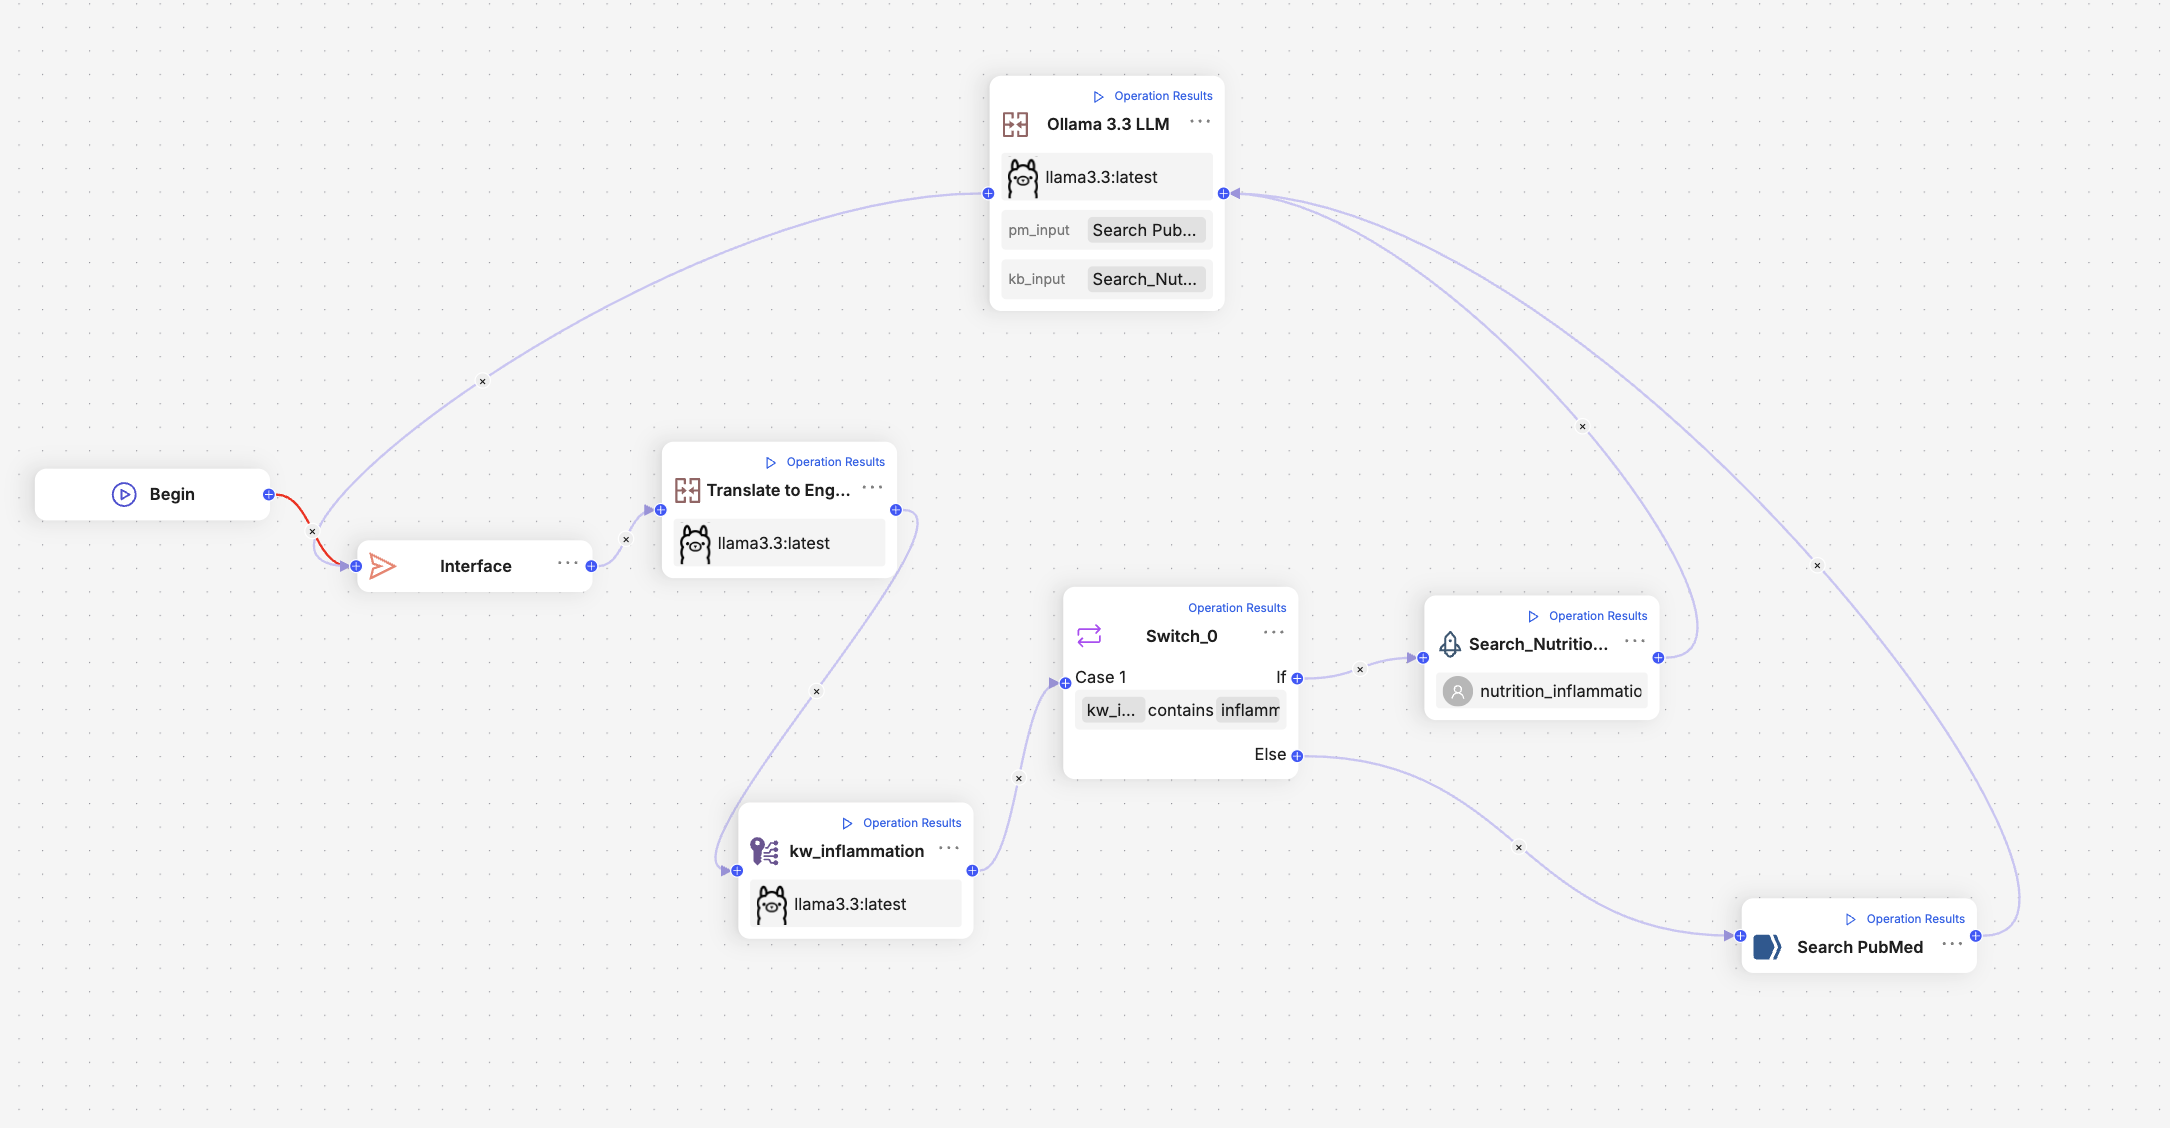 Operation Results
Ollama 3.3 LLM
llama3.3:latest
pm_input Search Pub...
kb_input Search_Nut...
Begin
Interface
Operation Results
Translate to Eng...
llama3.3:latest
Operation Results
kw_inflammation
llama3.3:latest
Operation Results
Switch_0
Case 1 If
kw_i... contains inflamm
Else
Operation Results
Search_Nutritio...
nutrition_inflammatio
Operation Results
Search PubMed